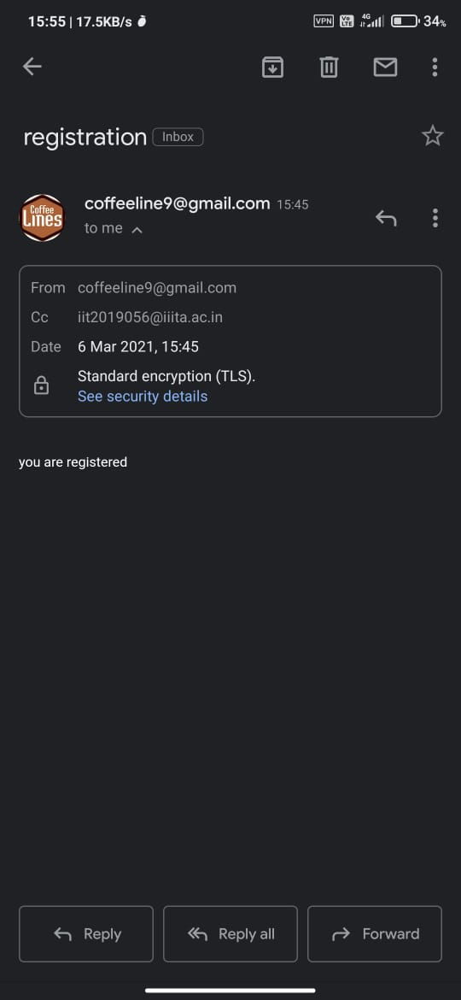 15:55 | 17.5KB/s VPN Vo LTE 4G 34%
registration Inbox
Coffee
Lines
coffeeline9@gmail.com 15:45
to me
From coffeeline9@gmail.com
Cc iit2019056@iiita.ac.in
Date 6 Mar 2021, 15:45
Standard encryption (TLS).
See security details
you are registered
Reply Reply all Forward